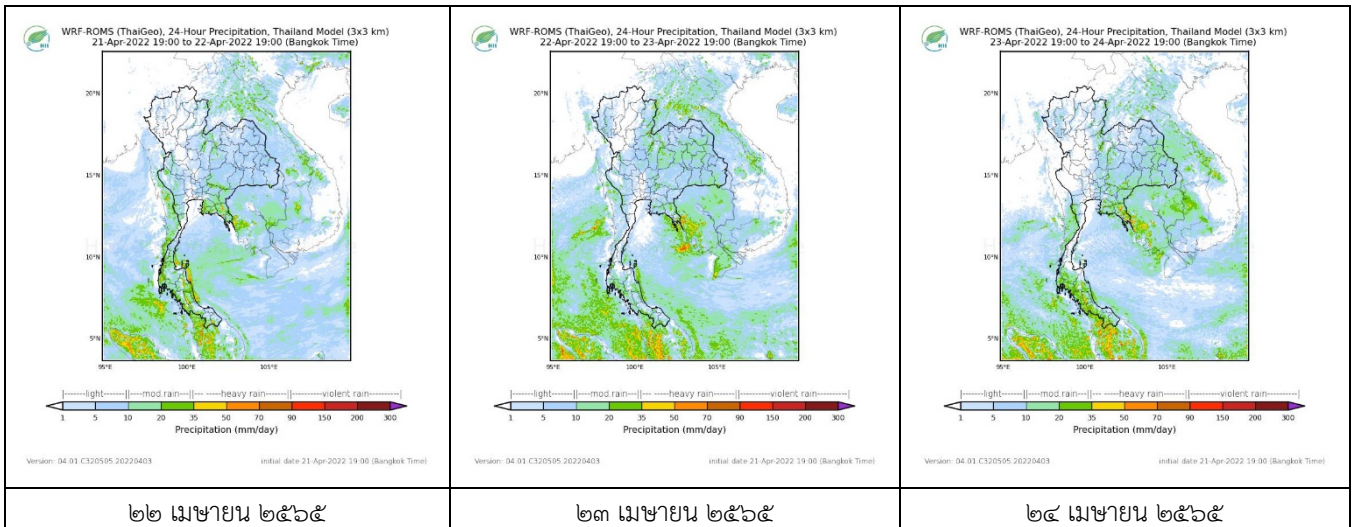 WRF-ROMS (ThaiGeo), 24-Hour Precipitation, Thailand Model (3x3 km)
21-Apr-2022 19:00 to 22-Apr-2022 19:00 (Bangkok Time)
20°N
15°N
10°N
5°N
95°E 100°E 105°E
|-------light-----||---mod.rain---||--- ---heavy rain----||-------violent rain-------|
1 5 10 20 35 50 70 90 150 200 300
Precipitation (mm/day)
Version: 04.01.C320505.20220403 initial date 21-Apr-2022 19:00 (Bangkok Time)
๒๒ เมษายน ๒๕๖๕
WRF-ROMS (ThaiGeo), 24-Hour Precipitation, Thailand Model (3x3 km)
22-Apr-2022 19:00 to 23-Apr-2022 19:00 (Bangkok Time)
20°N
15°N
10°N
5°N
95°E 100°E 105°E
|-------light-----||---mod.rain---||--- ---heavy rain----||-------violent rain-------|
1 5 10 20 35 50 70 90 150 200 300
Precipitation (mm/day)
Version: 04.01.C320505.20220403 initial date 21-Apr-2022 19:00 (Bangkok Time)
๒๓ เมษายน ๒๕๖๕
WRF-ROMS (ThaiGeo), 24-Hour Precipitation, Thailand Model (3x3 km)
23-Apr-2022 19:00 to 24-Apr-2022 19:00 (Bangkok Time)
20°N
15°N
10°N
5°N
95°E 100°E 105°E
|-------light-----||---mod.rain---||--- ---heavy rain----||-------violent rain-------|
1 5 10 20 35 50 70 90 150 200 300
Precipitation (mm/day)
Version: 04.01.C320505.20220403 initial date 21-Apr-2022 19:00 (Bangkok Time)
๒๔ เมษายน ๒๕๖๕